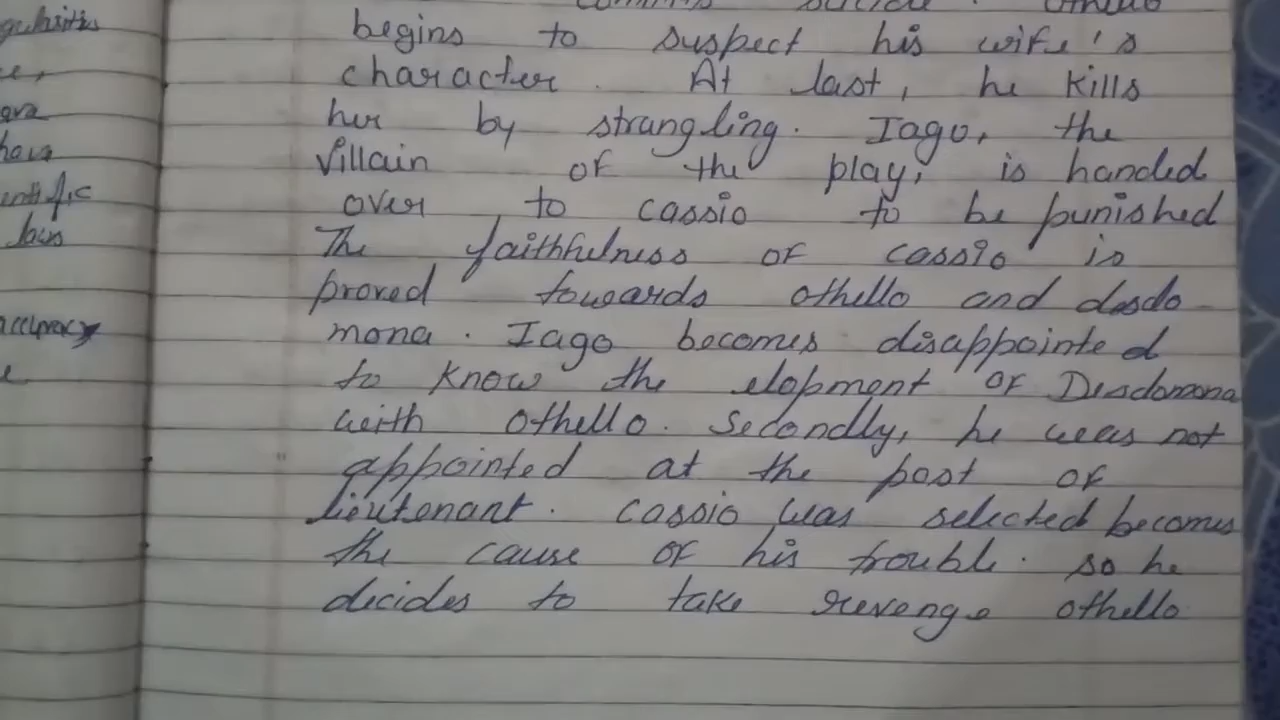 begins to suspect his wife's
character. At last, he kills
her by strangling. Iago, the
villain of the play, is handed
over to cassio to be punished
The faithfulness of cassio is
proved towards othello and desdo
mona. Iago becomes disappointed
to know the elopment of Desdomona
with othello. Secondly, he was not
appointed at the post of
lieutenant. cassio was selected becomes
the cause of his trouble. so he
decides to take revenge othello